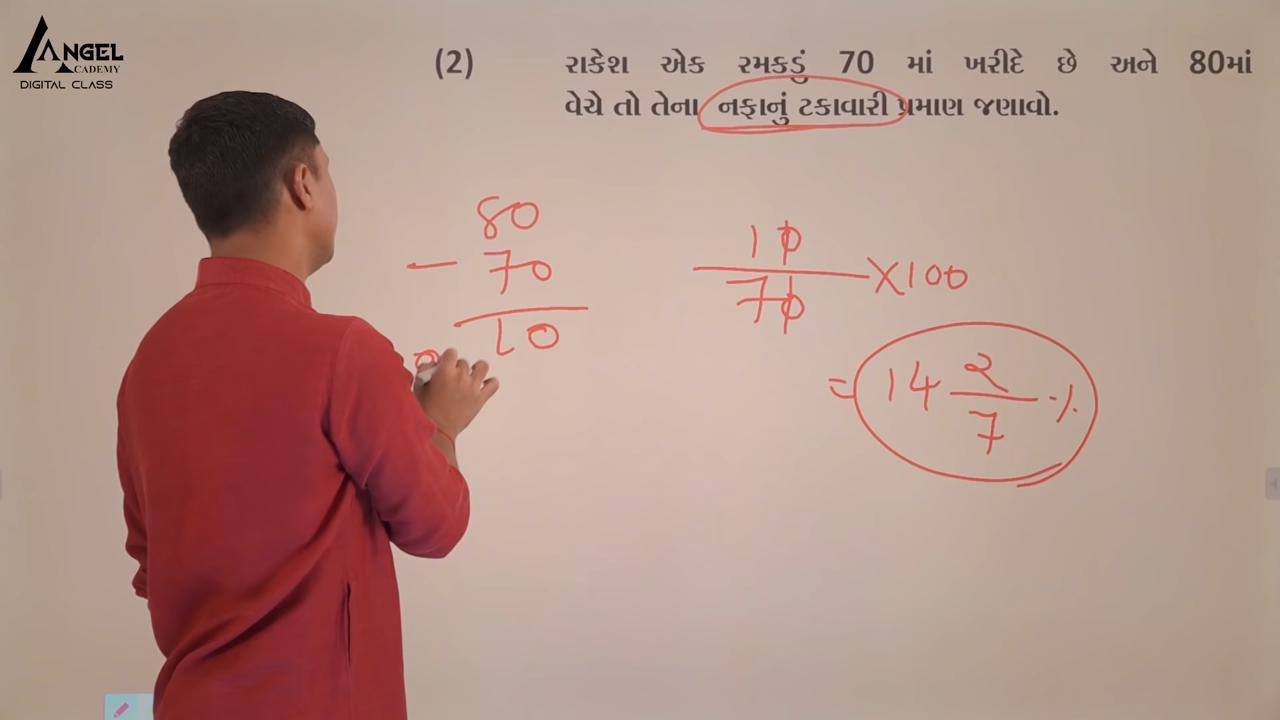 ANGEL
ACADEMY
DIGITAL CLASS
(2) રાકેશ એક રમકડું 70 માં ખરીદે છે અને 80માં
વેચે તો તેના નફાનું ટકાવારી પ્રમાણ જણાવો.
80
- 70
10
10
70 ×100
= 14 2/7 %